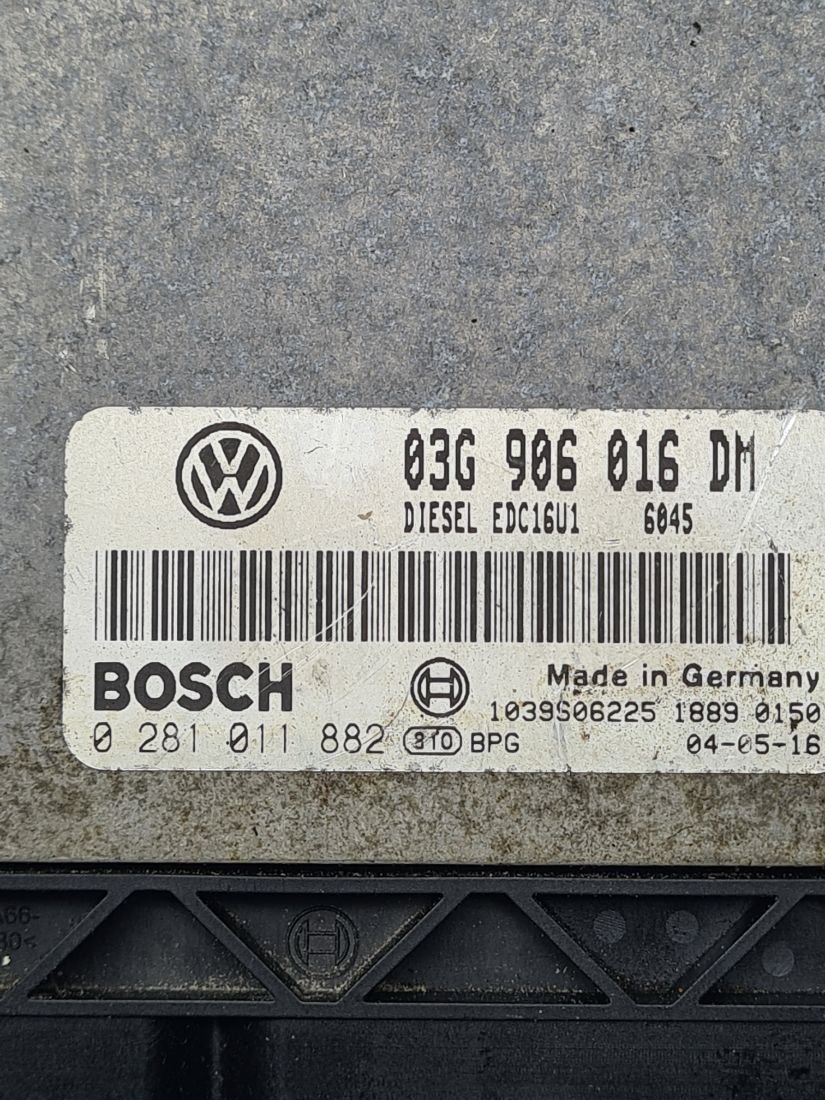 03G 906 016 DM
DIESEL EDC16U1 6045
BOSCH
Made in Germany
1039S06225 1889 0150
0 281 011 882 BPG
04-05-16